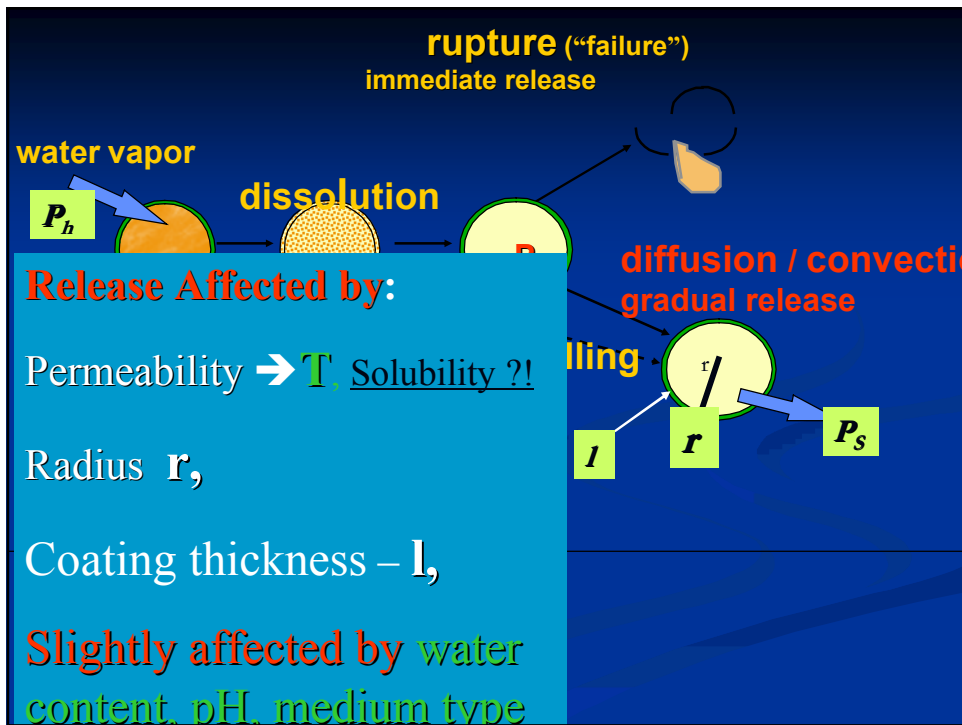 rupture (“failure”)
immediate release
water vapor
Ph
dissolution
P
diffusion / convectio
gradual release
Release Affected by:
Permeability ➔ T, Solubility ?!
lling
r
l
r
PS
Radius r,
Coating thickness – l,
Slightly affected by water
content, pH, medium type